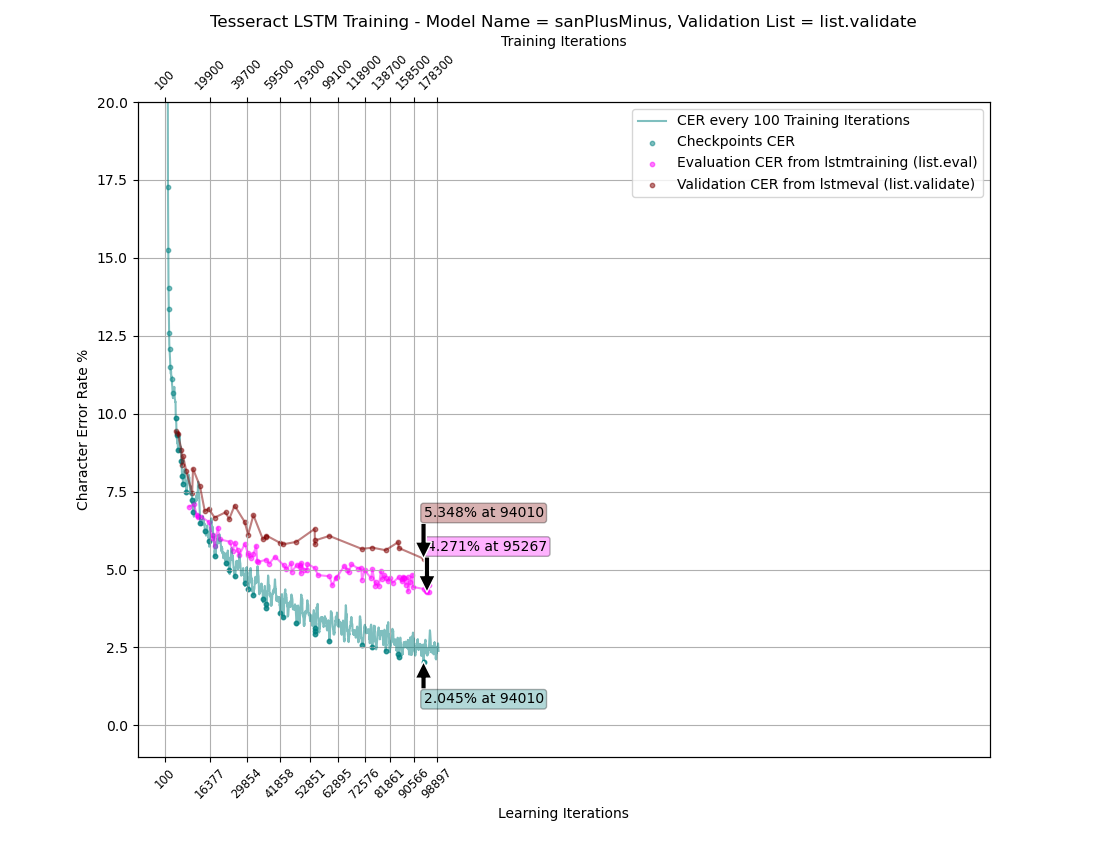 Tesseract LSTM Training - Model Name = sanPlusMinus, Validation List = list.validate
Training Iterations
100 19900 39700 59500 79300 99100 118900 138700 158500 178300
20.0
17.5
15.0
12.5
10.0
7.5
5.0
2.5
0.0
Character Error Rate %
CER every 100 Training Iterations
Checkpoints CER
Evaluation CER from lstmtraining (list.eval)
Validation CER from lstmeval (list.validate)
5.348% at 94010
4.271% at 95267
2.045% at 94010
100 16377 29854 41858 52851 62895 72576 81861 90566 98897
Learning Iterations